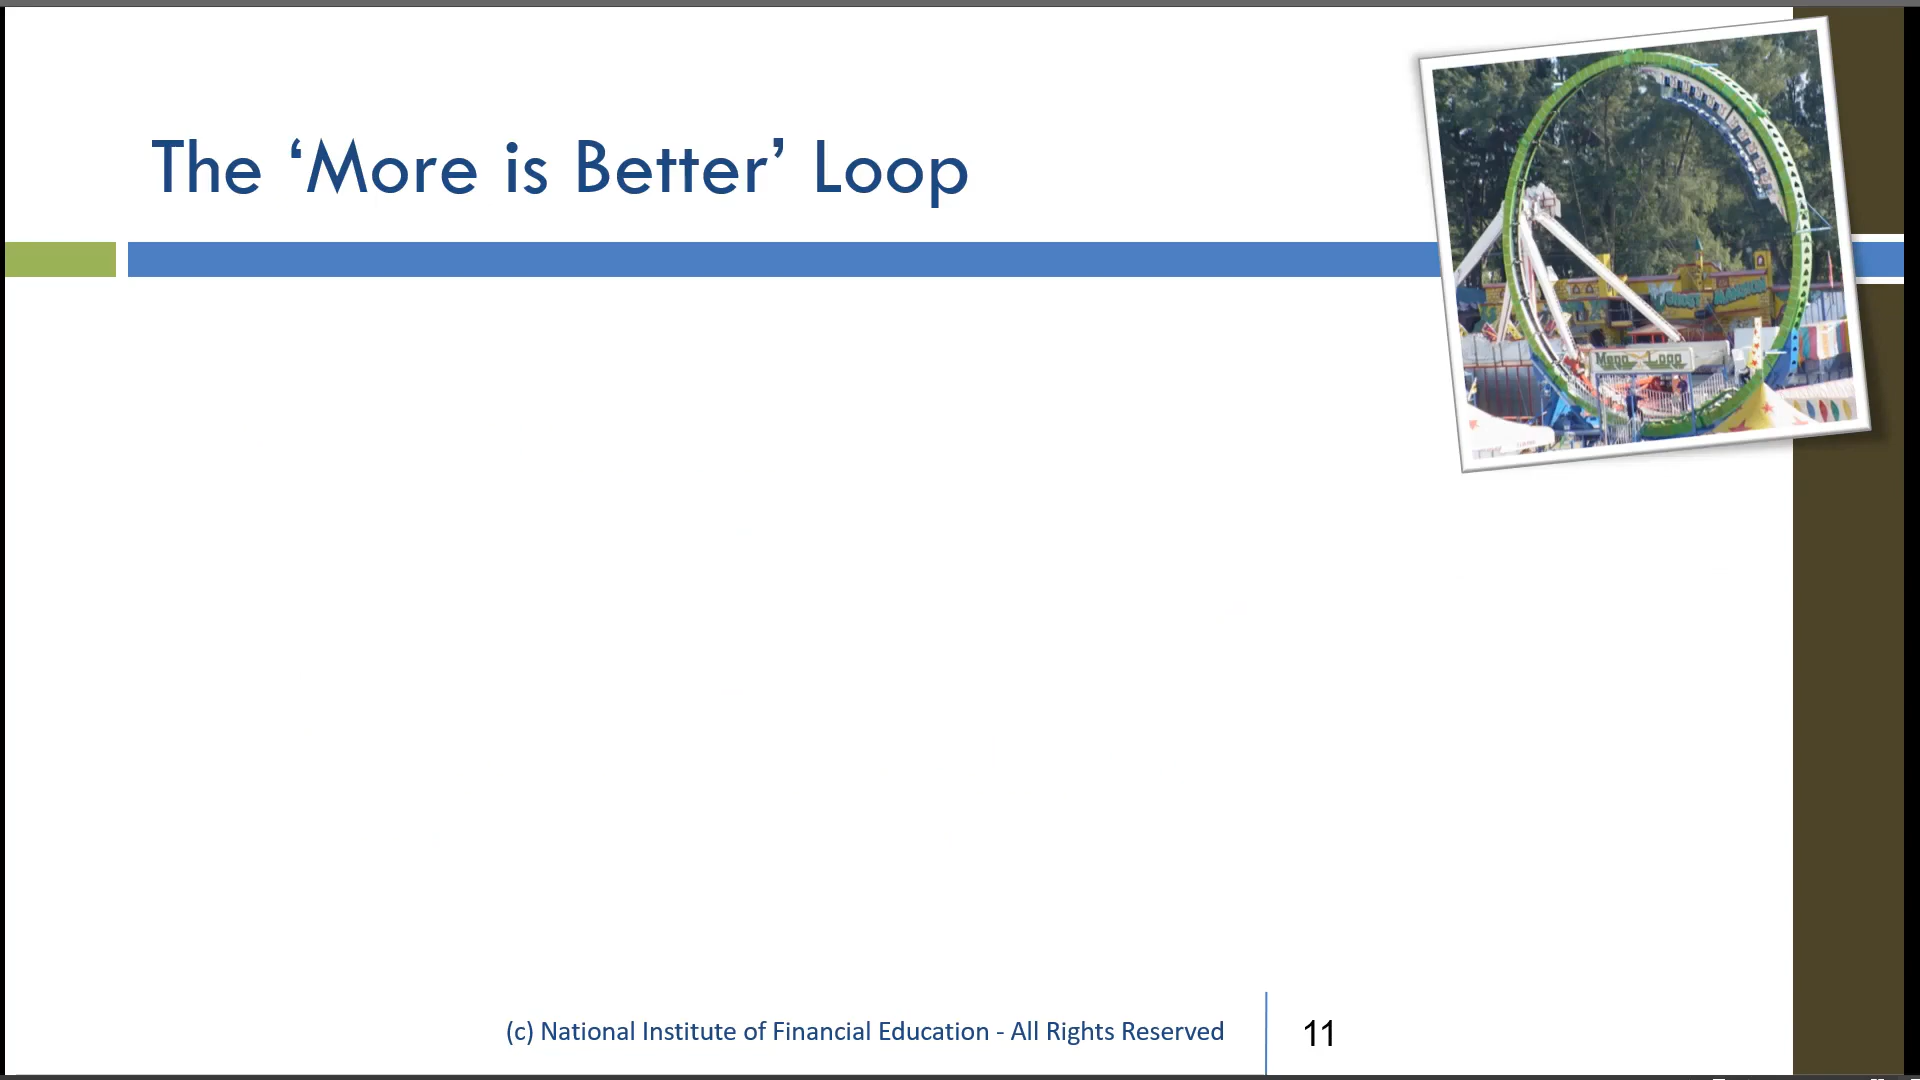 The ‘More is Better’ Loop
Mega Loop
(c) National Institute of Financial Education - All Rights Reserved
11